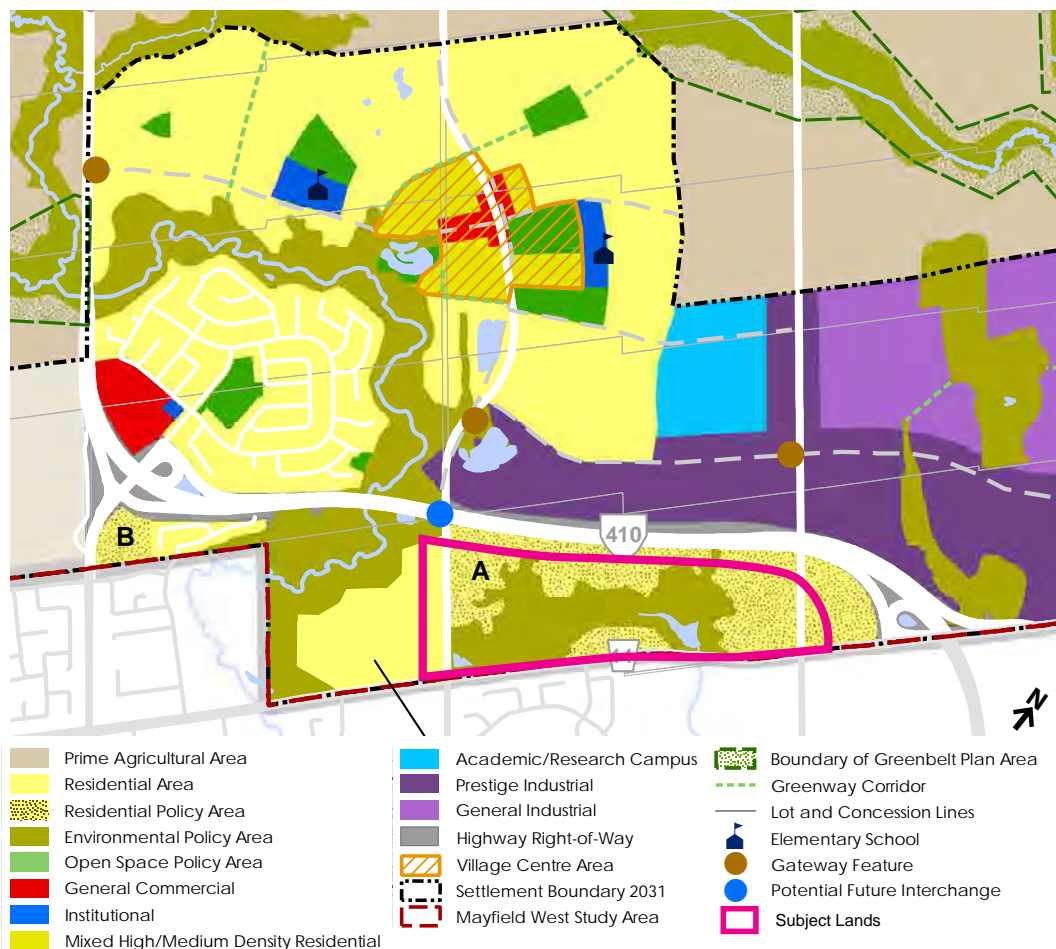 410
A
B
N
Prime Agricultural Area
Residential Area
Residential Policy Area
Environmental Policy Area
Open Space Policy Area
General Commercial
Institutional
Mixed High/Medium Density Residential
Academic/Research Campus
Prestige Industrial
General Industrial
Highway Right-of-Way
Village Centre Area
Settlement Boundary 2031
Mayfield West Study Area
Boundary of Greenbelt Plan Area
Greenway Corridor
Lot and Concession Lines
Elementary School
Gateway Feature
Potential Future Interchange
Subject Lands